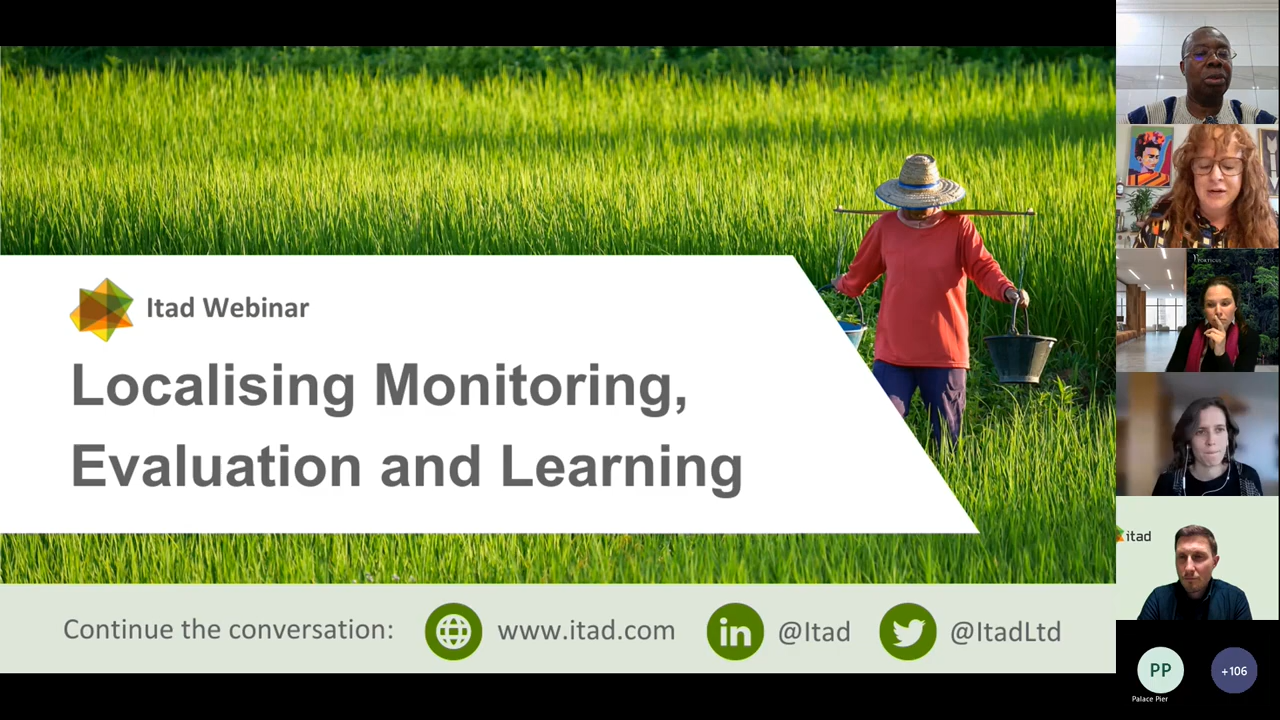 Itad Webinar
Localising Monitoring,
Evaluation and Learning
Continue the conversation:
www.itad.com
in
@Itad
@ItadLtd
itad
PP
+106
Palace Pier